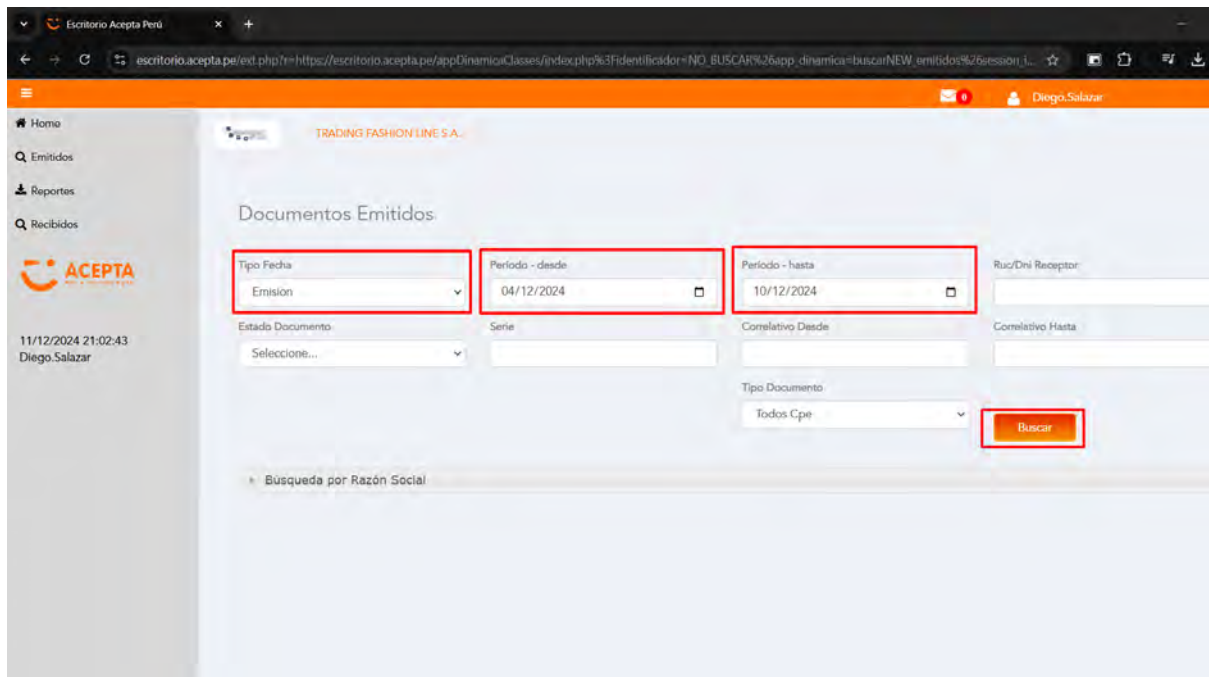 Escritorio Acepta Perú
escritorio.acepta.pe/ext.php?r=https://escritorio.acepta.pe/appDinamicaClasses/index.php%3Fidentificador=NO_BUSCAR%26app_dinamica=buscarNEW_emitidos%26session_i...
0 Diego.Salazar
Home
TRADING FASHION LINE S.A..
Emitidos
Reportes
Recibidos
Documentos Emitidos
ACEPTA
Tipo Fecha Período - desde Período - hasta Ruc/Dni Receptor
Emision 04/12/2024 10/12/2024
Estado Documento Serie Correlativo Desde Correlativo Hasta
Seleccione...
11/12/2024 21:02:43
Diego.Salazar
Tipo Documento
Todos Cpe Buscar
Búsqueda por Razón Social